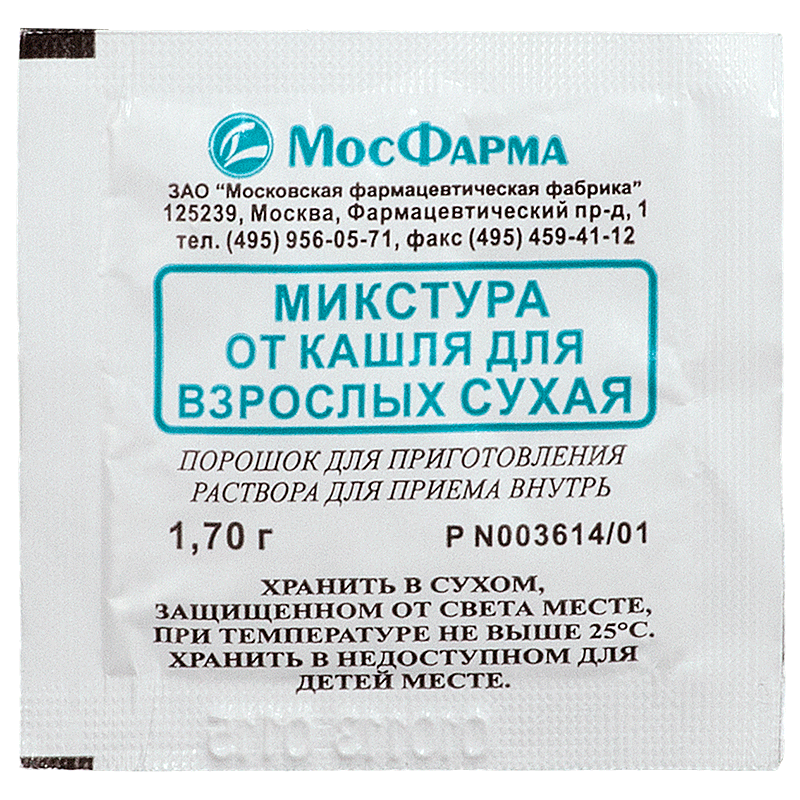 МОСФАРМА
ЗАО "Московская фармацевтическая фабрика"
125239, Москва, Фармацевтический пр-д, 1
тел. (495) 956-05-71, факс (495) 459-41-12
МИКСТУРА
ОТ КАШЛЯ ДЛЯ
ВЗРОСЛЫХ СУХАЯ
ПОРОШОК ДЛЯ ПРИГОТОВЛЕНИЯ
РАСТВОРА ДЛЯ ПРИЕМА ВНУТРЬ
1,70 г Р N003614/01
ХРАНИТЬ В СУХОМ,
ЗАЩИЩЕННОМ ОТ СВЕТА МЕСТЕ,
ПРИ ТЕМПЕРАТУРЕ НЕ ВЫШЕ 25°С.
ХРАНИТЬ В НЕДОСТУПНОМ ДЛЯ
ДЕТЕЙ МЕСТЕ.